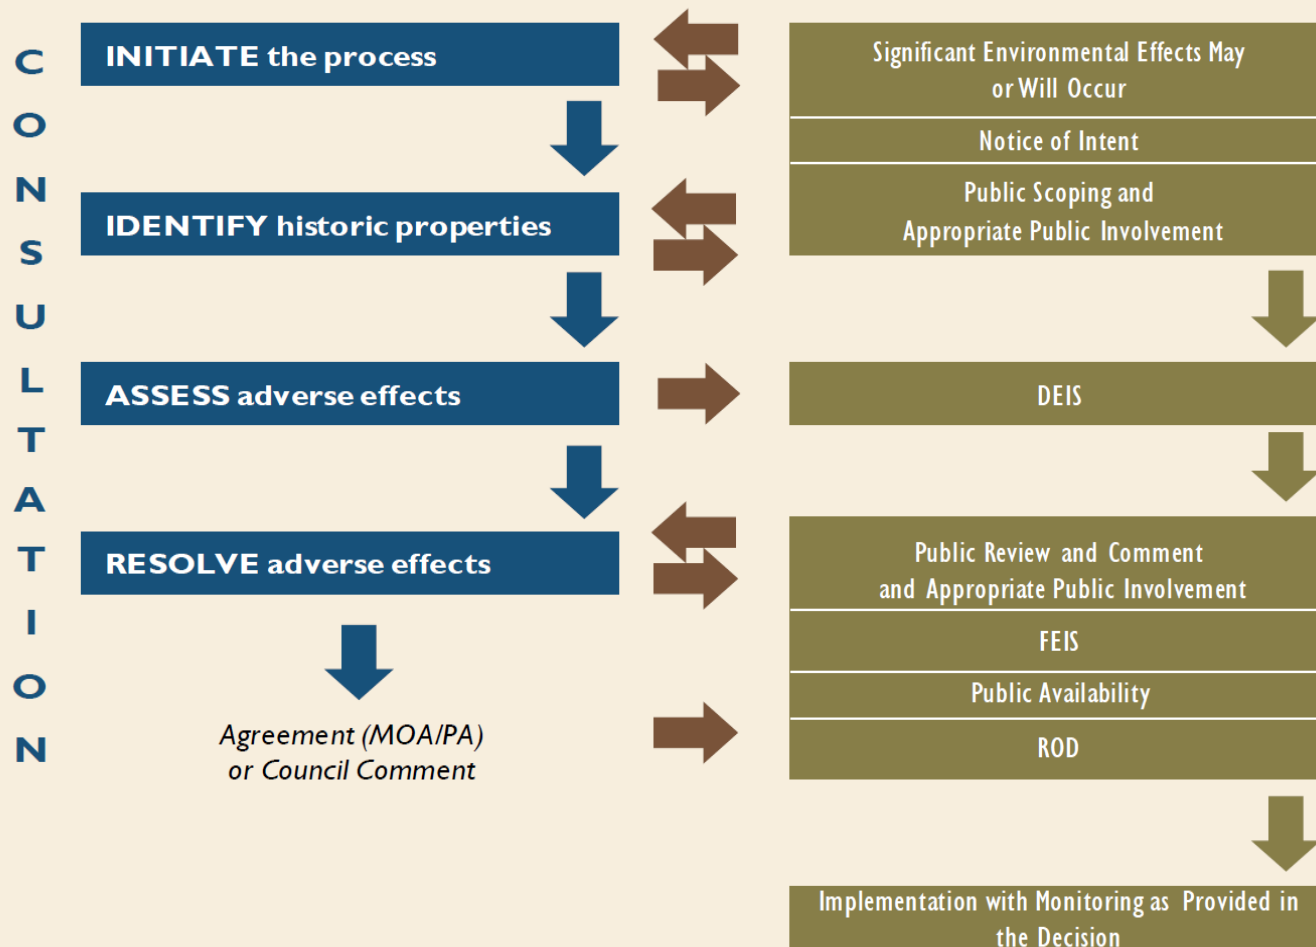 CONSULTATION
INITIATE the process
IDENTIFY historic properties
ASSESS adverse effects
RESOLVE adverse effects
Agreement (MOA/PA)
or Council Comment
Significant Environmental Effects May
or Will Occur
Notice of Intent
Public Scoping and
Appropriate Public Involvement
DEIS
Public Review and Comment
and Appropriate Public Involvement
FEIS
Public Availability
ROD
Implementation with Monitoring as Provided in
the Decision